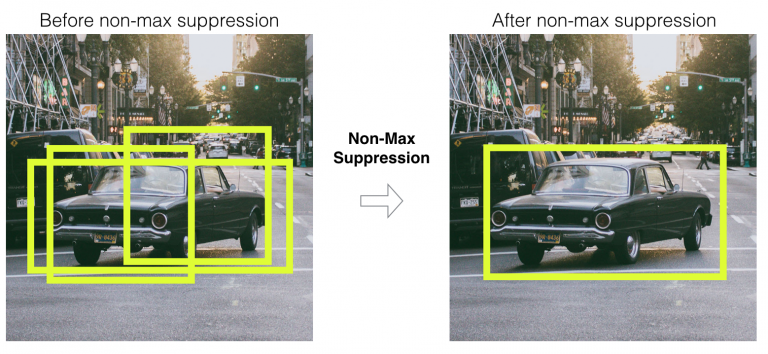 Before non-max suppression
After non-max suppression
Non-Max
Suppression